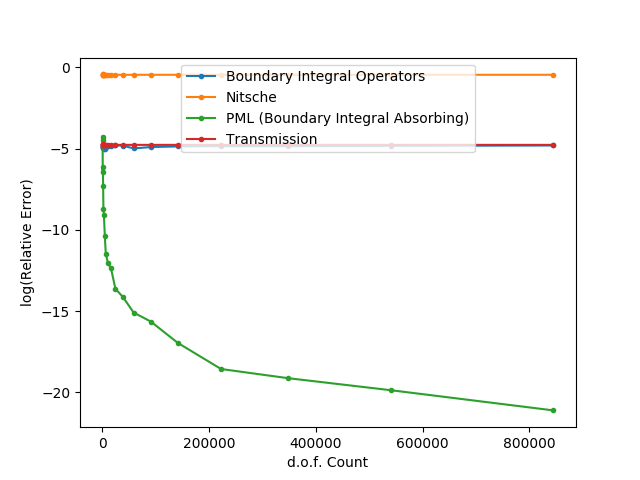 0
−5
−10
−15
−20
log(Relative Error)
Boundary Integral Operators
Nitsche
PML (Boundary Integral Absorbing)
Transmission
0 200000 400000 600000 800000
d.o.f. Count